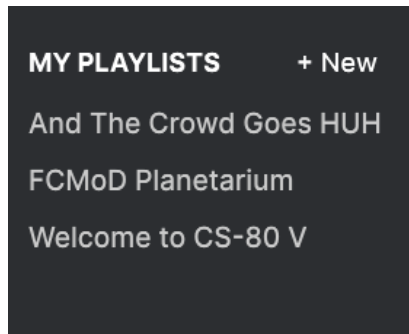 MY PLAYLISTS + New
And The Crowd Goes HUH
FCMoD Planetarium
Welcome to CS-80 V